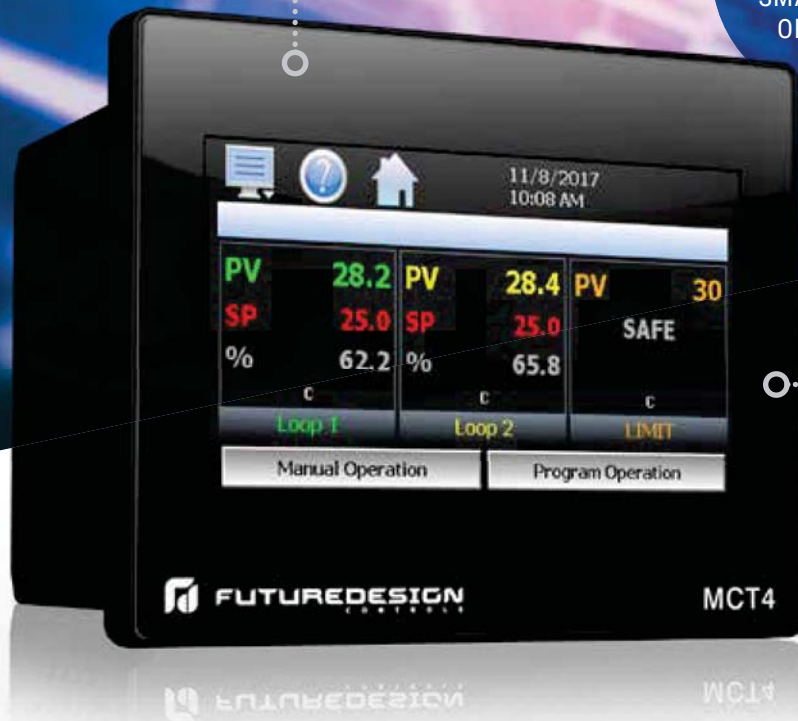 11/8/2017
10:08 AM
PV 28.2 PV 28.4 PV 30
SP 25.0 SP 25.0 SAFE
% 62.2 % 65.8
C C C
Loop 1 Loop 2 LIMIT
Manual Operation Program Operation
FUTUREDESIGN
CONTROLS
MCT4